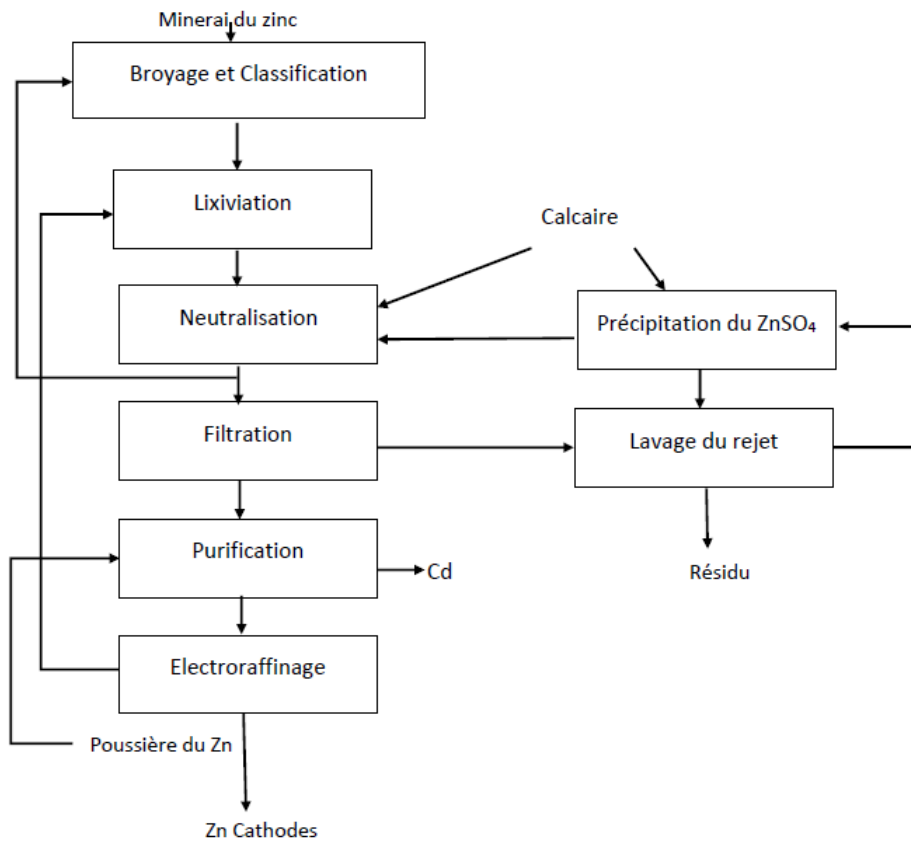 Minerai du zinc
Broyage et Classification
Lixiviation
Calcaire
Neutralisation
Précipitation du ZnSO₄
Filtration
Lavage du rejet
Purification
Cd
Résidu
Electroraffinage
Poussière du Zn
Zn Cathodes